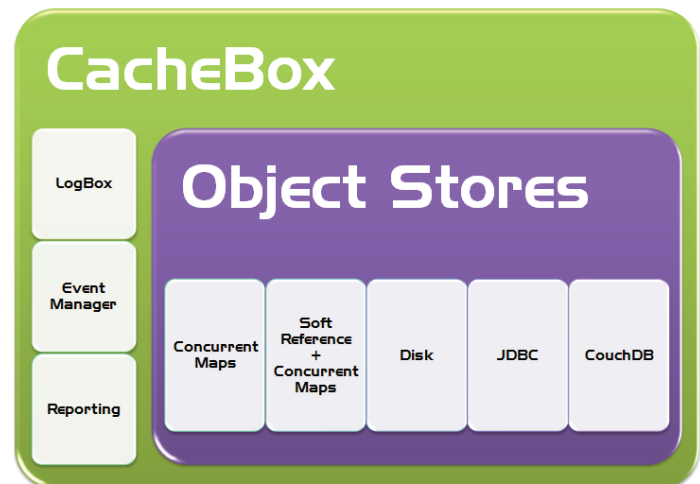 CacheBox
LogBox
Event
Manager
Reporting
Object Stores
Concurrent
Maps
Soft
Reference
+
Concurrent
Maps
Disk
JDBC
CouchDB